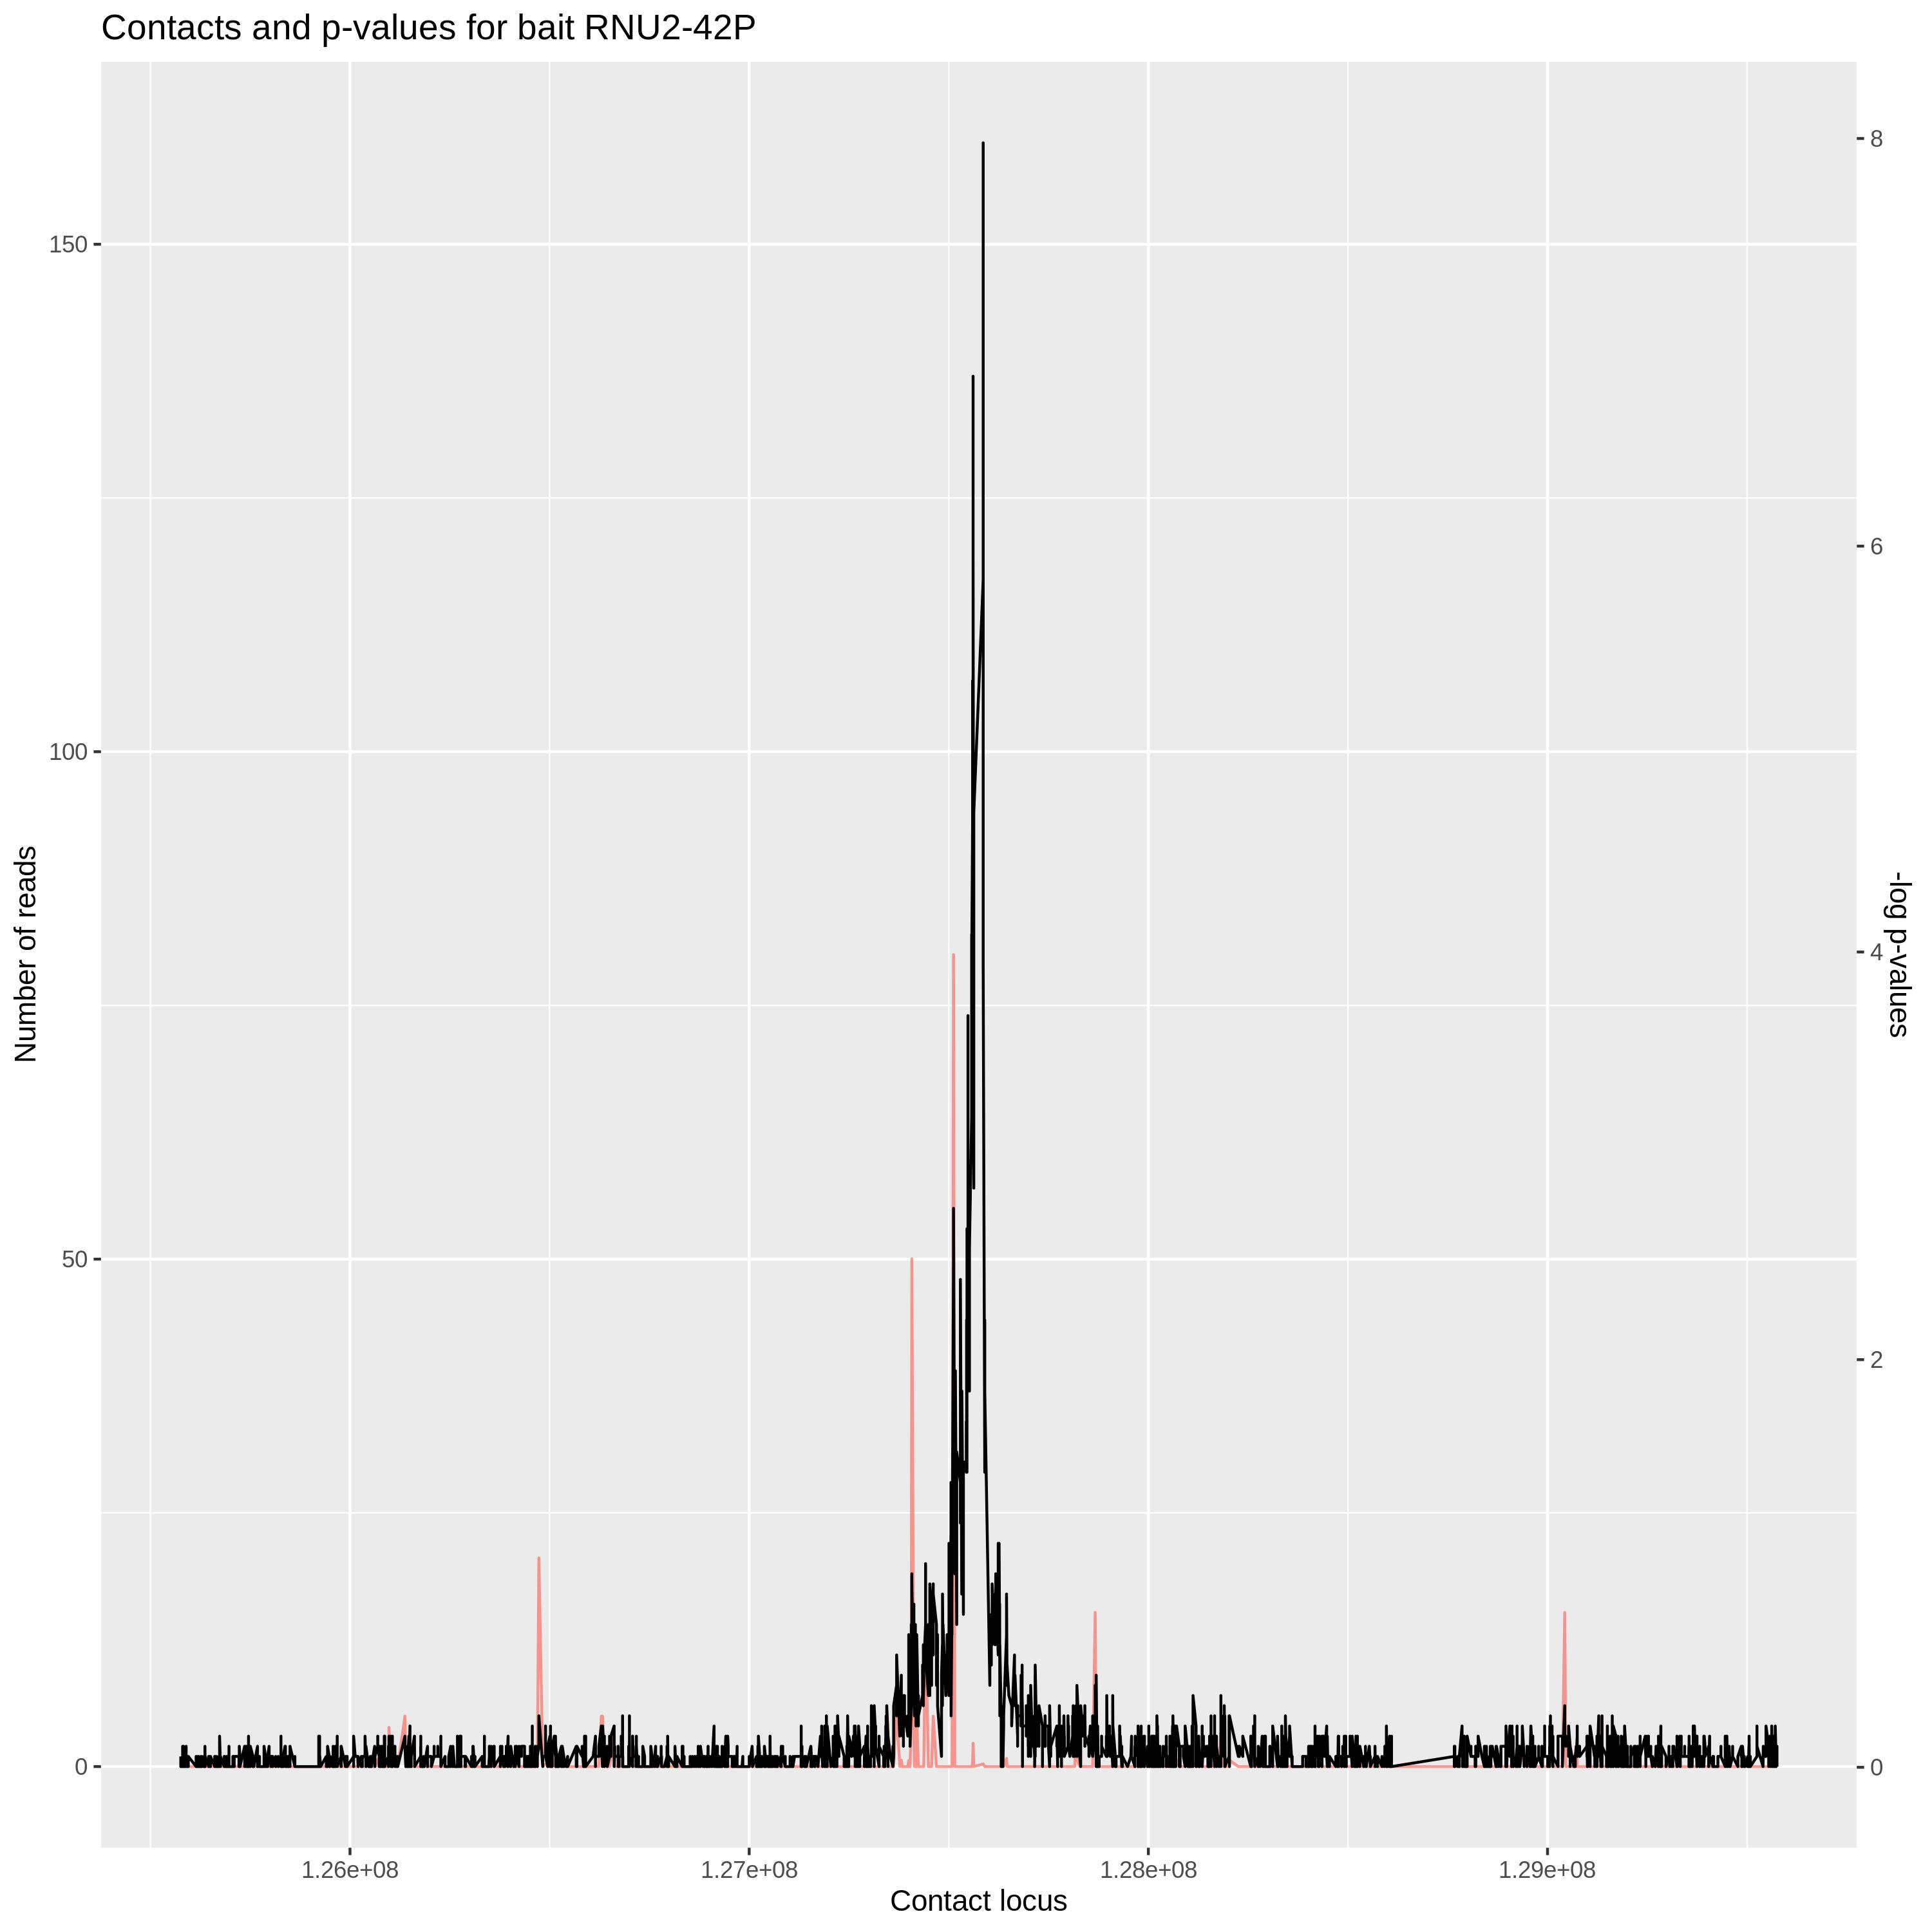 Contacts and p-values for bait RNU2-42P
Number of reads
150
100
50
0
8
6
4
2
0
-log p-values
1.26e+08
1.27e+08
1.28e+08
1.29e+08
Contact locus